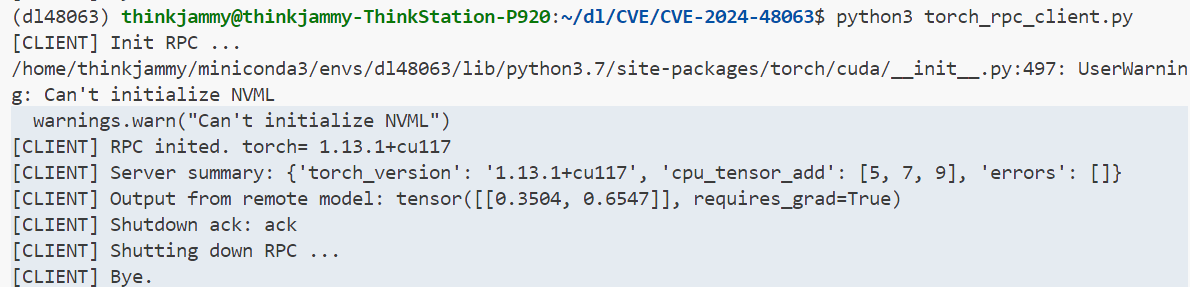 (dl48063) thinkjammy@thinkjammy-ThinkStation-P920:~/dl/CVE/CVE-2024-48063$ python3 torch_rpc_client.py
[CLIENT] Init RPC ...
/home/thinkjammy/miniconda3/envs/dl48063/lib/python3.7/site-packages/torch/cuda/__init__.py:497: UserWarnin
g: Can't initialize NVML
  warnings.warn("Can't initialize NVML")
[CLIENT] RPC inited. torch= 1.13.1+cu117
[CLIENT] Server summary: {'torch_version': '1.13.1+cu117', 'cpu_tensor_add': [5, 7, 9], 'errors': []}
[CLIENT] Output from remote model: tensor([[0.3504, 0.6547]], requires_grad=True)
[CLIENT] Shutdown ack: ack
[CLIENT] Shutting down RPC ...
[CLIENT] Bye.